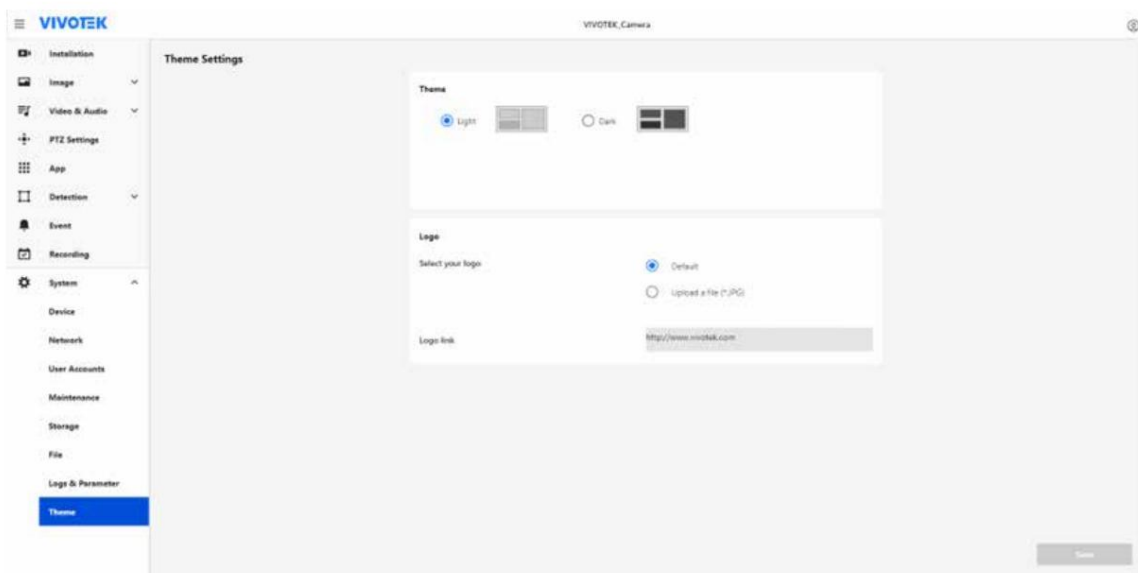 VIVOTEK
VIVOTEK_Camera
Installation
Image
Video & Audio
PTZ Settings
App
Detection
Event
Recording
System
Device
Network
User Accounts
Maintenance
Storage
File
Logs & Parameter
Theme
Theme Settings
Theme
Light
Dark
Logo
Select your logo
Default
Upload a file (*.JPG)
Logo link
http://www.vivotek.com
Save